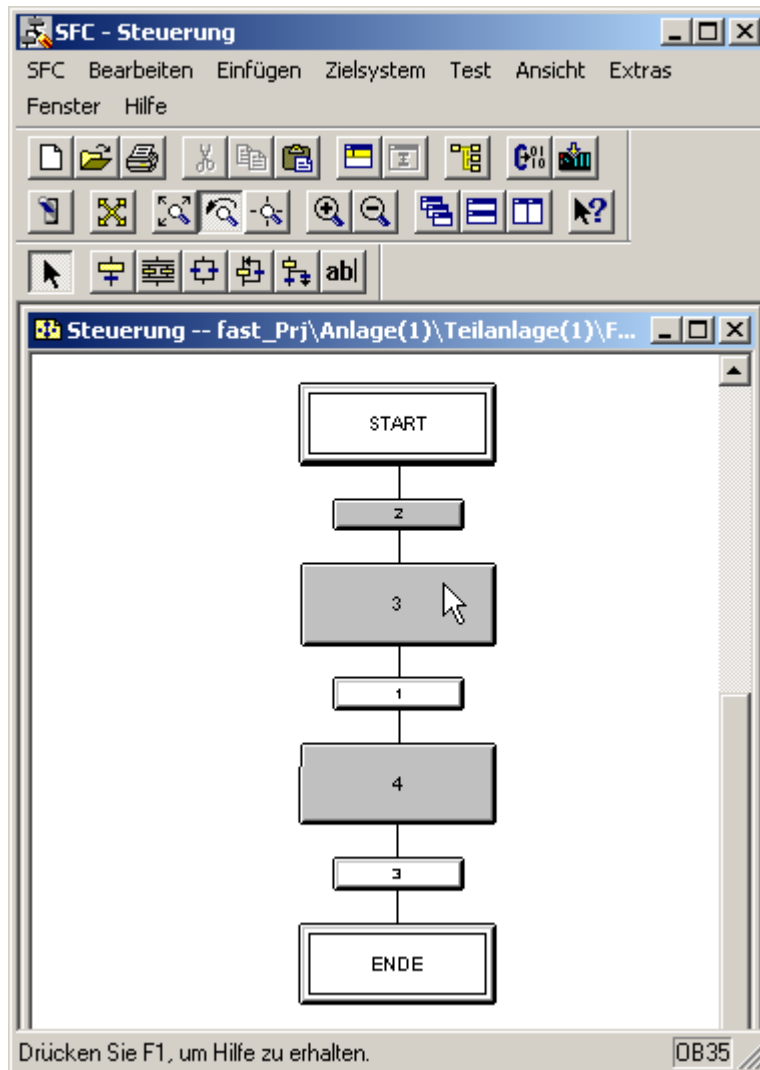 SFC - Steuerung
SFC Bearbeiten Einfügen Zielsystem Test Ansicht Extras
Fenster Hilfe
ab|
Steuerung -- fast_Prj\Anlage(1)\Teilanlage(1)\F...
START
2
3
1
4
3
ENDE
Drücken Sie F1, um Hilfe zu erhalten.
OB35